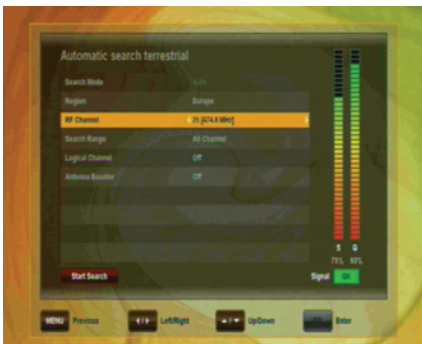 Automatic search terrestrial
Search Mode Auto
Region Europe
RF Channel 21 [474.0 MHz]
Search Range All Channel
Logical Channel Off
Antenna Booster Off
S Q
75% 93%
Start Search Signal
MENU Previous Left/Right Up/Down Enter